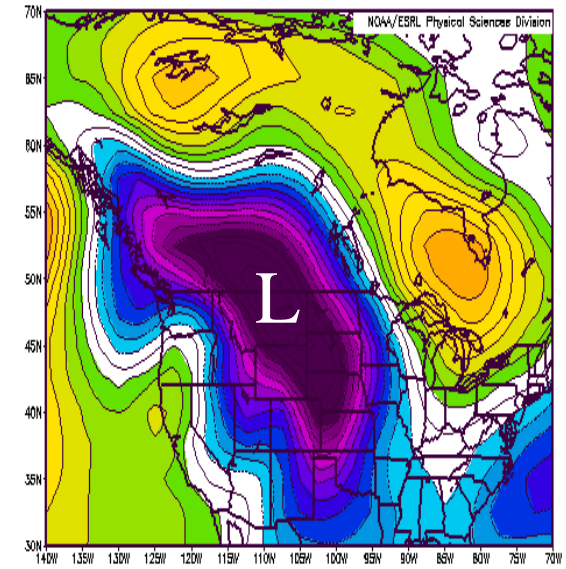 70N
NOAA/ESRL Physical Sciences Division
65N
60N
55N
50N
L
45N
40N
35N
30N
140W 135W 130W 125W 120W 115W 110W 105W 100W 95W 90W 85W 80W 75W 70W